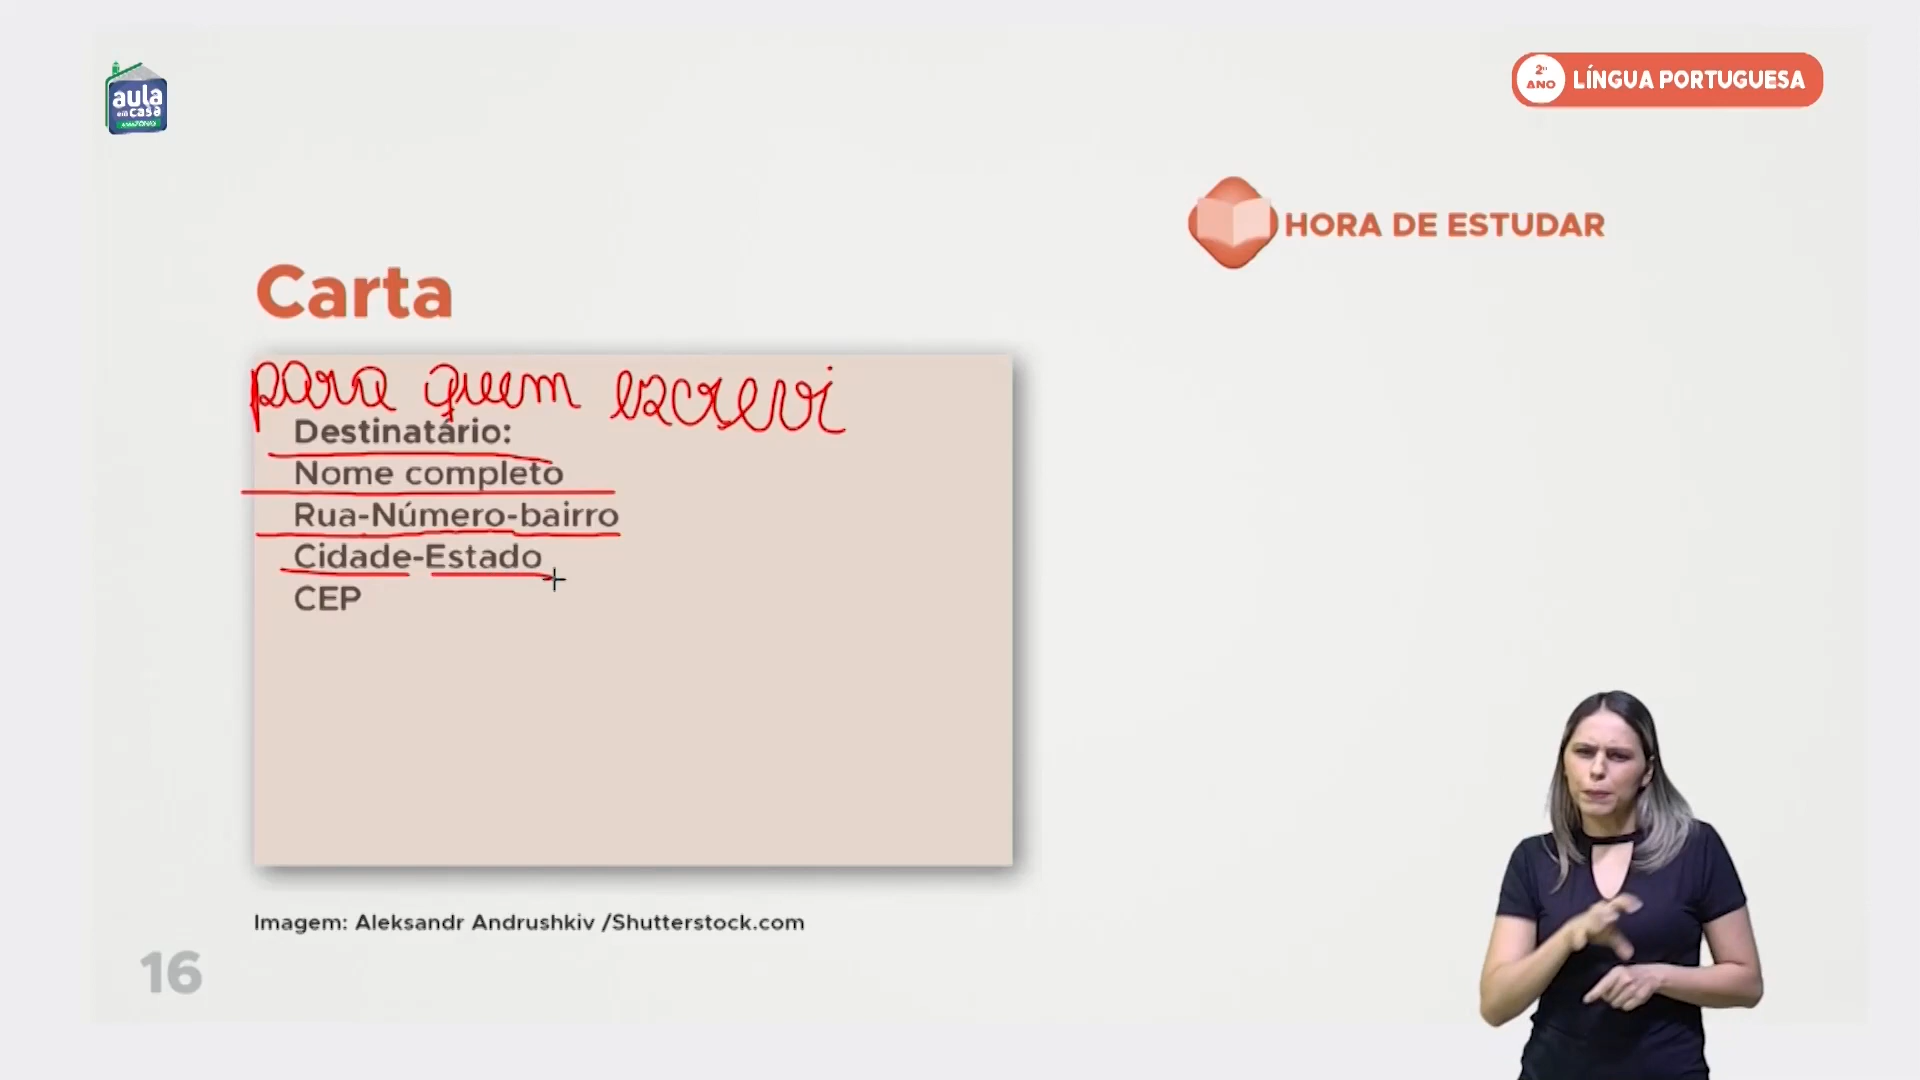 aula
em casa
2º
ANO
LÍNGUA PORTUGUESA
HORA DE ESTUDAR
Carta
para quem escrevi
Destinatário:
Nome completo
Rua-Número-bairro
Cidade-Estado
CEP
Imagem: Aleksandr Andrushkiv /Shutterstock.com
16